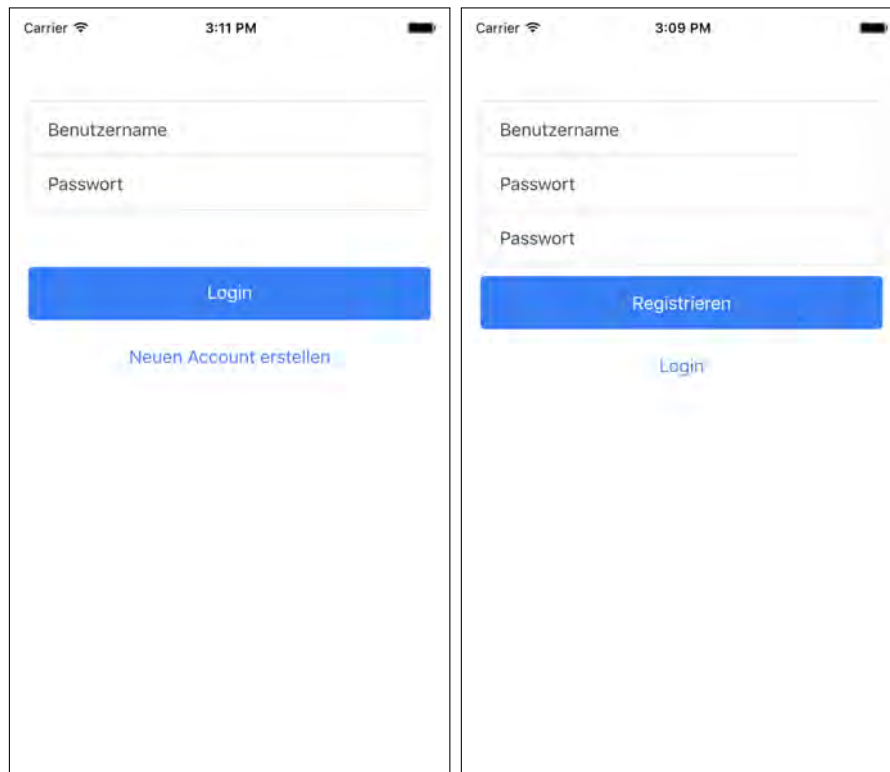 Carrier
3:11 PM
Benutzername
Passwort
Login
Neuen Account erstellen
Carrier
3:09 PM
Benutzername
Passwort
Passwort
Registrieren
Login